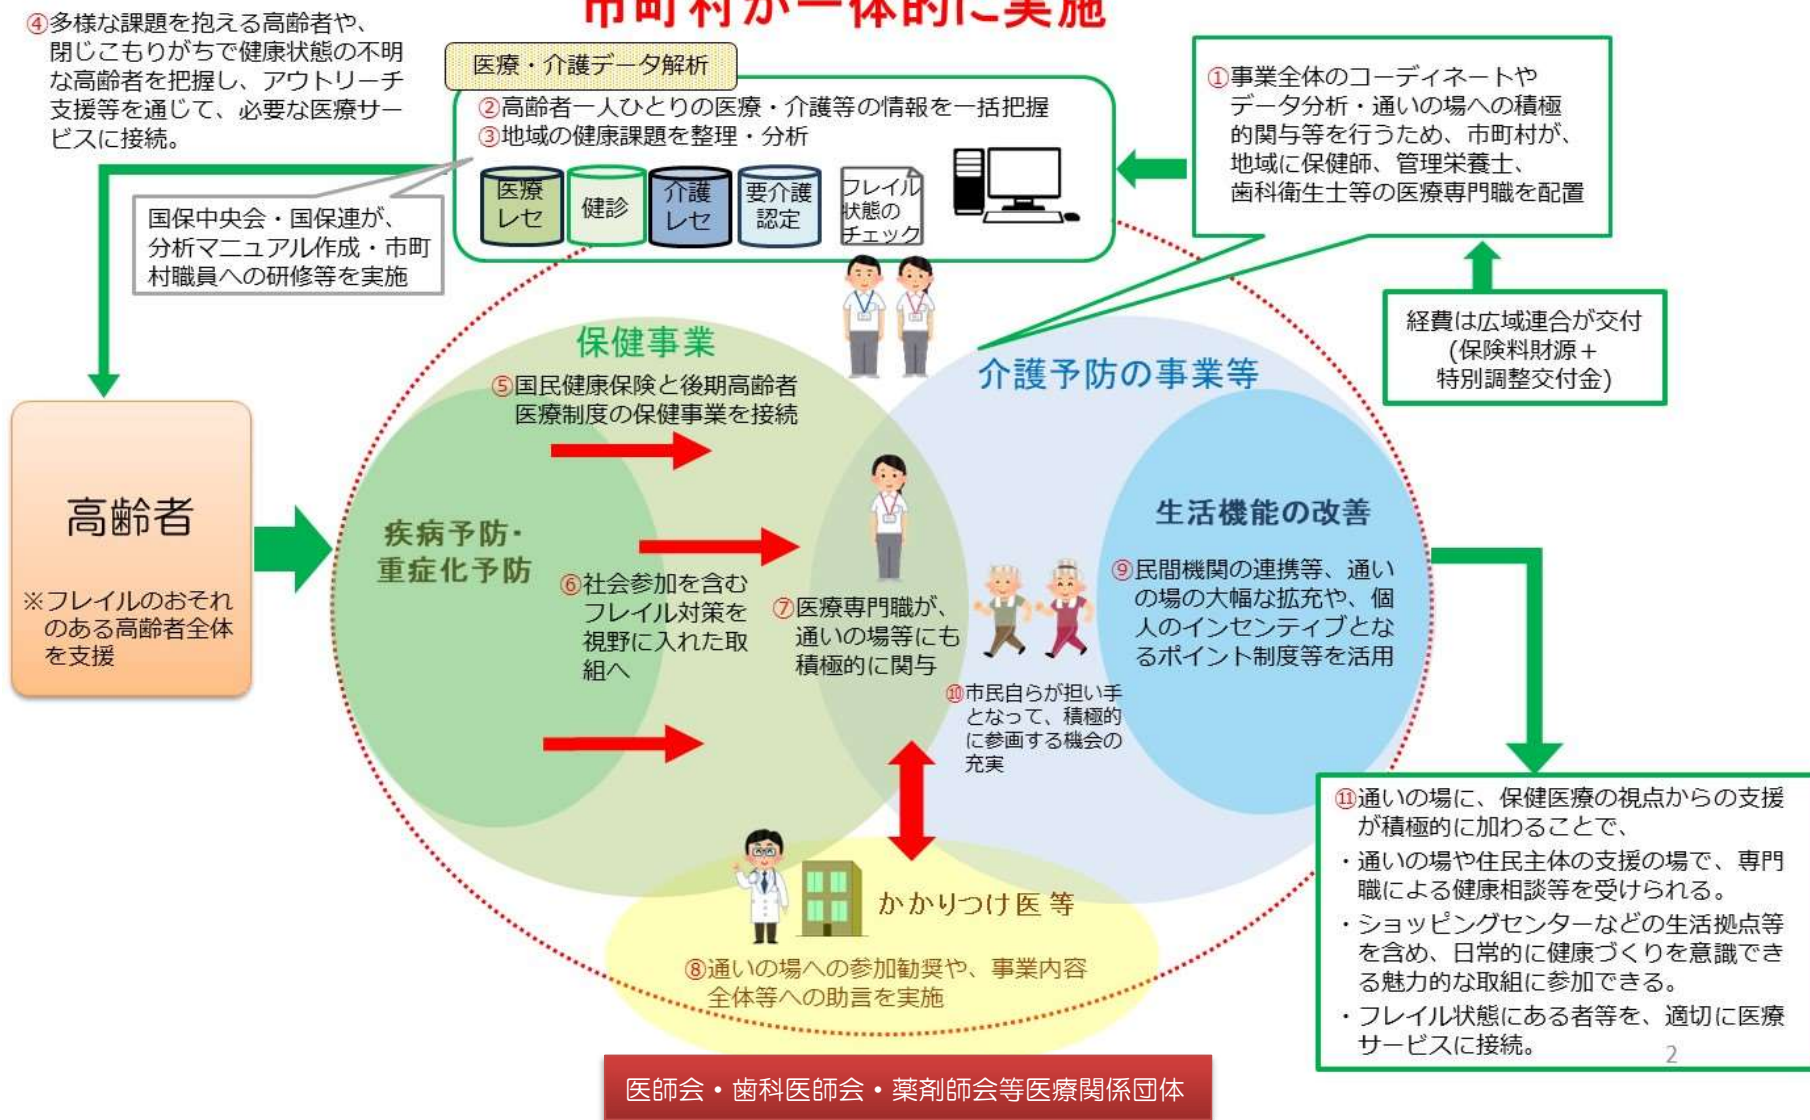 市町村が一体的に実施
④多様な課題を抱える高齢者や、
閉じこもりがちで健康状態の不明
な高齢者を把握し、アウトリーチ
支援等を通じて、必要な医療サー
ビスに接続。
医療・介護データ解析
②高齢者一人ひとりの医療・介護等の情報を一括把握
③地域の健康課題を整理・分析
医療
レセ
健診
介護
レセ
要介護
認定
フレイル
状態の
チェック
①事業全体のコーディネートや
データ分析・通いの場への積極
的関与等を行うため、市町村が、
地域に保健師、管理栄養士、
歯科衛生士等の医療専門職を配置
国保中央会・国保連が、
分析マニュアル作成・市町
村職員への研修等を実施
経費は広域連合が交付
(保険料財源＋
特別調整交付金)
保健事業
⑤国民健康保険と後期高齢者
医療制度の保健事業を接続
介護予防の事業等
高齢者
※フレイルのおそれ
のある高齢者全体
を支援
疾病予防・
重症化予防
⑥社会参加を含む
フレイル対策を
視野に入れた取
組へ
⑦医療専門職が、
通いの場等にも
積極的に関与
生活機能の改善
⑨民間機関の連携等、通い
の場の大幅な拡充や、個
人のインセンティブとな
るポイント制度等を活用
⑩市民自らが担い手
となって、積極的
に参画する機会の
充実
かかりつけ医 等
⑧通いの場への参加勧奨や、事業内容
全体等への助言を実施
⑪通いの場に、保健医療の視点からの支援
が積極的に加わることで、
・通いの場や住民主体の支援の場で、専門
職による健康相談等を受けられる。
・ショッピングセンターなどの生活拠点等
を含め、日常的に健康づくりを意識でき
る魅力的な取組に参加できる。
・フレイル状態にある者等を、適切に医療
サービスに接続。
2
医師会・歯科医師会・薬剤師会等医療関係団体